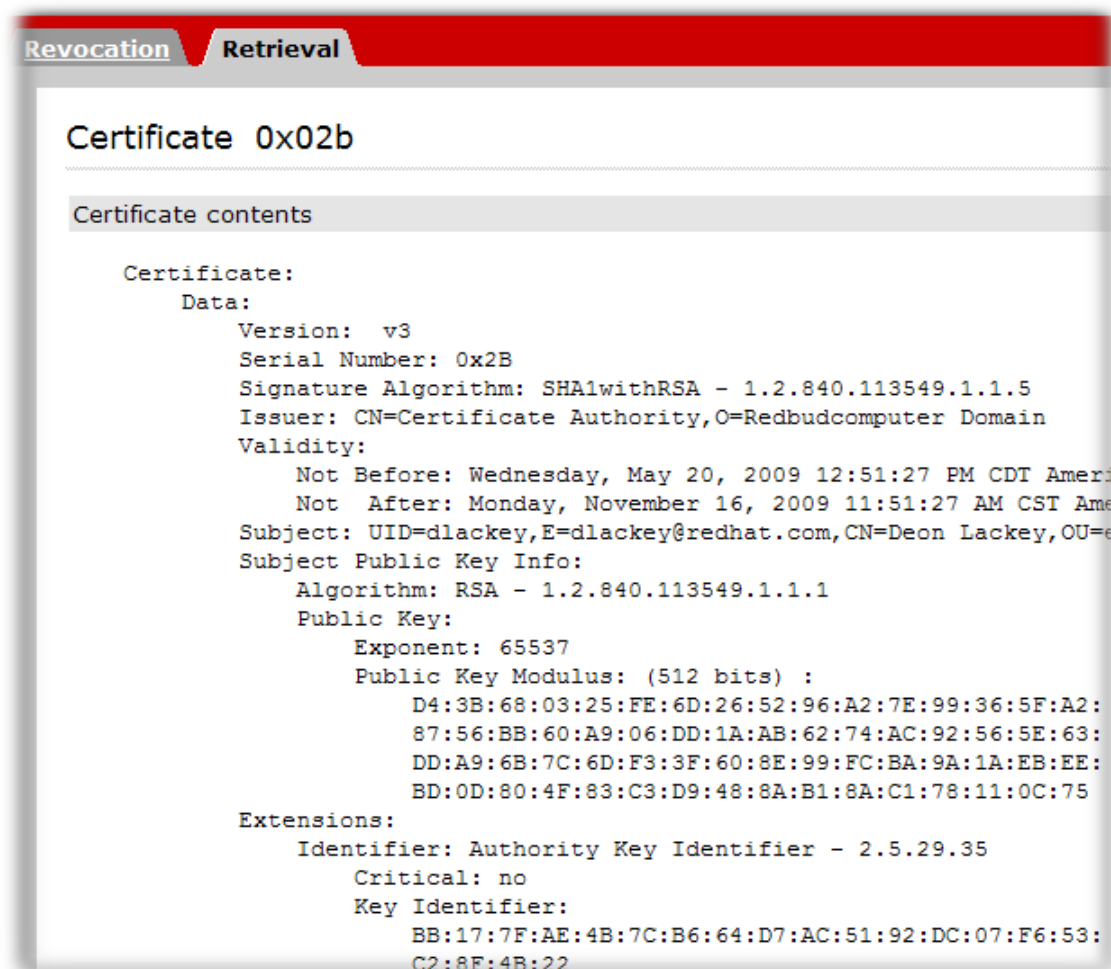 Revocation Retrieval
Certificate 0x02b
Certificate contents
Certificate:
Data:
Version: v3
Serial Number: 0x2B
Signature Algorithm: SHA1withRSA - 1.2.840.113549.1.1.5
Issuer: CN=Certificate Authority,O=Redbudcomputer Domain
Validity:
Not Before: Wednesday, May 20, 2009 12:51:27 PM CDT Ameri
Not After: Monday, November 16, 2009 11:51:27 AM CST Ame
Subject: UID=dlackey,E=dlackey@redhat.com,CN=Deon Lackey,OU=e
Subject Public Key Info:
Algorithm: RSA - 1.2.840.113549.1.1.1
Public Key:
Exponent: 65537
Public Key Modulus: (512 bits) :
D4:3B:68:03:25:FE:6D:26:52:96:A2:7E:99:36:5F:A2:
87:56:BB:60:A9:06:DD:1A:AB:62:74:AC:92:56:5E:63:
DD:A9:6B:7C:6D:F3:3F:60:8E:99:FC:BA:9A:1A:EB:EE:
BD:0D:80:4F:83:C3:D9:48:8A:B1:8A:C1:78:11:0C:75
Extensions:
Identifier: Authority Key Identifier - 2.5.29.35
Critical: no
Key Identifier:
BB:17:7F:AE:4B:7C:B6:64:D7:AC:51:92:DC:07:F6:53:
C2:8F:4B:22